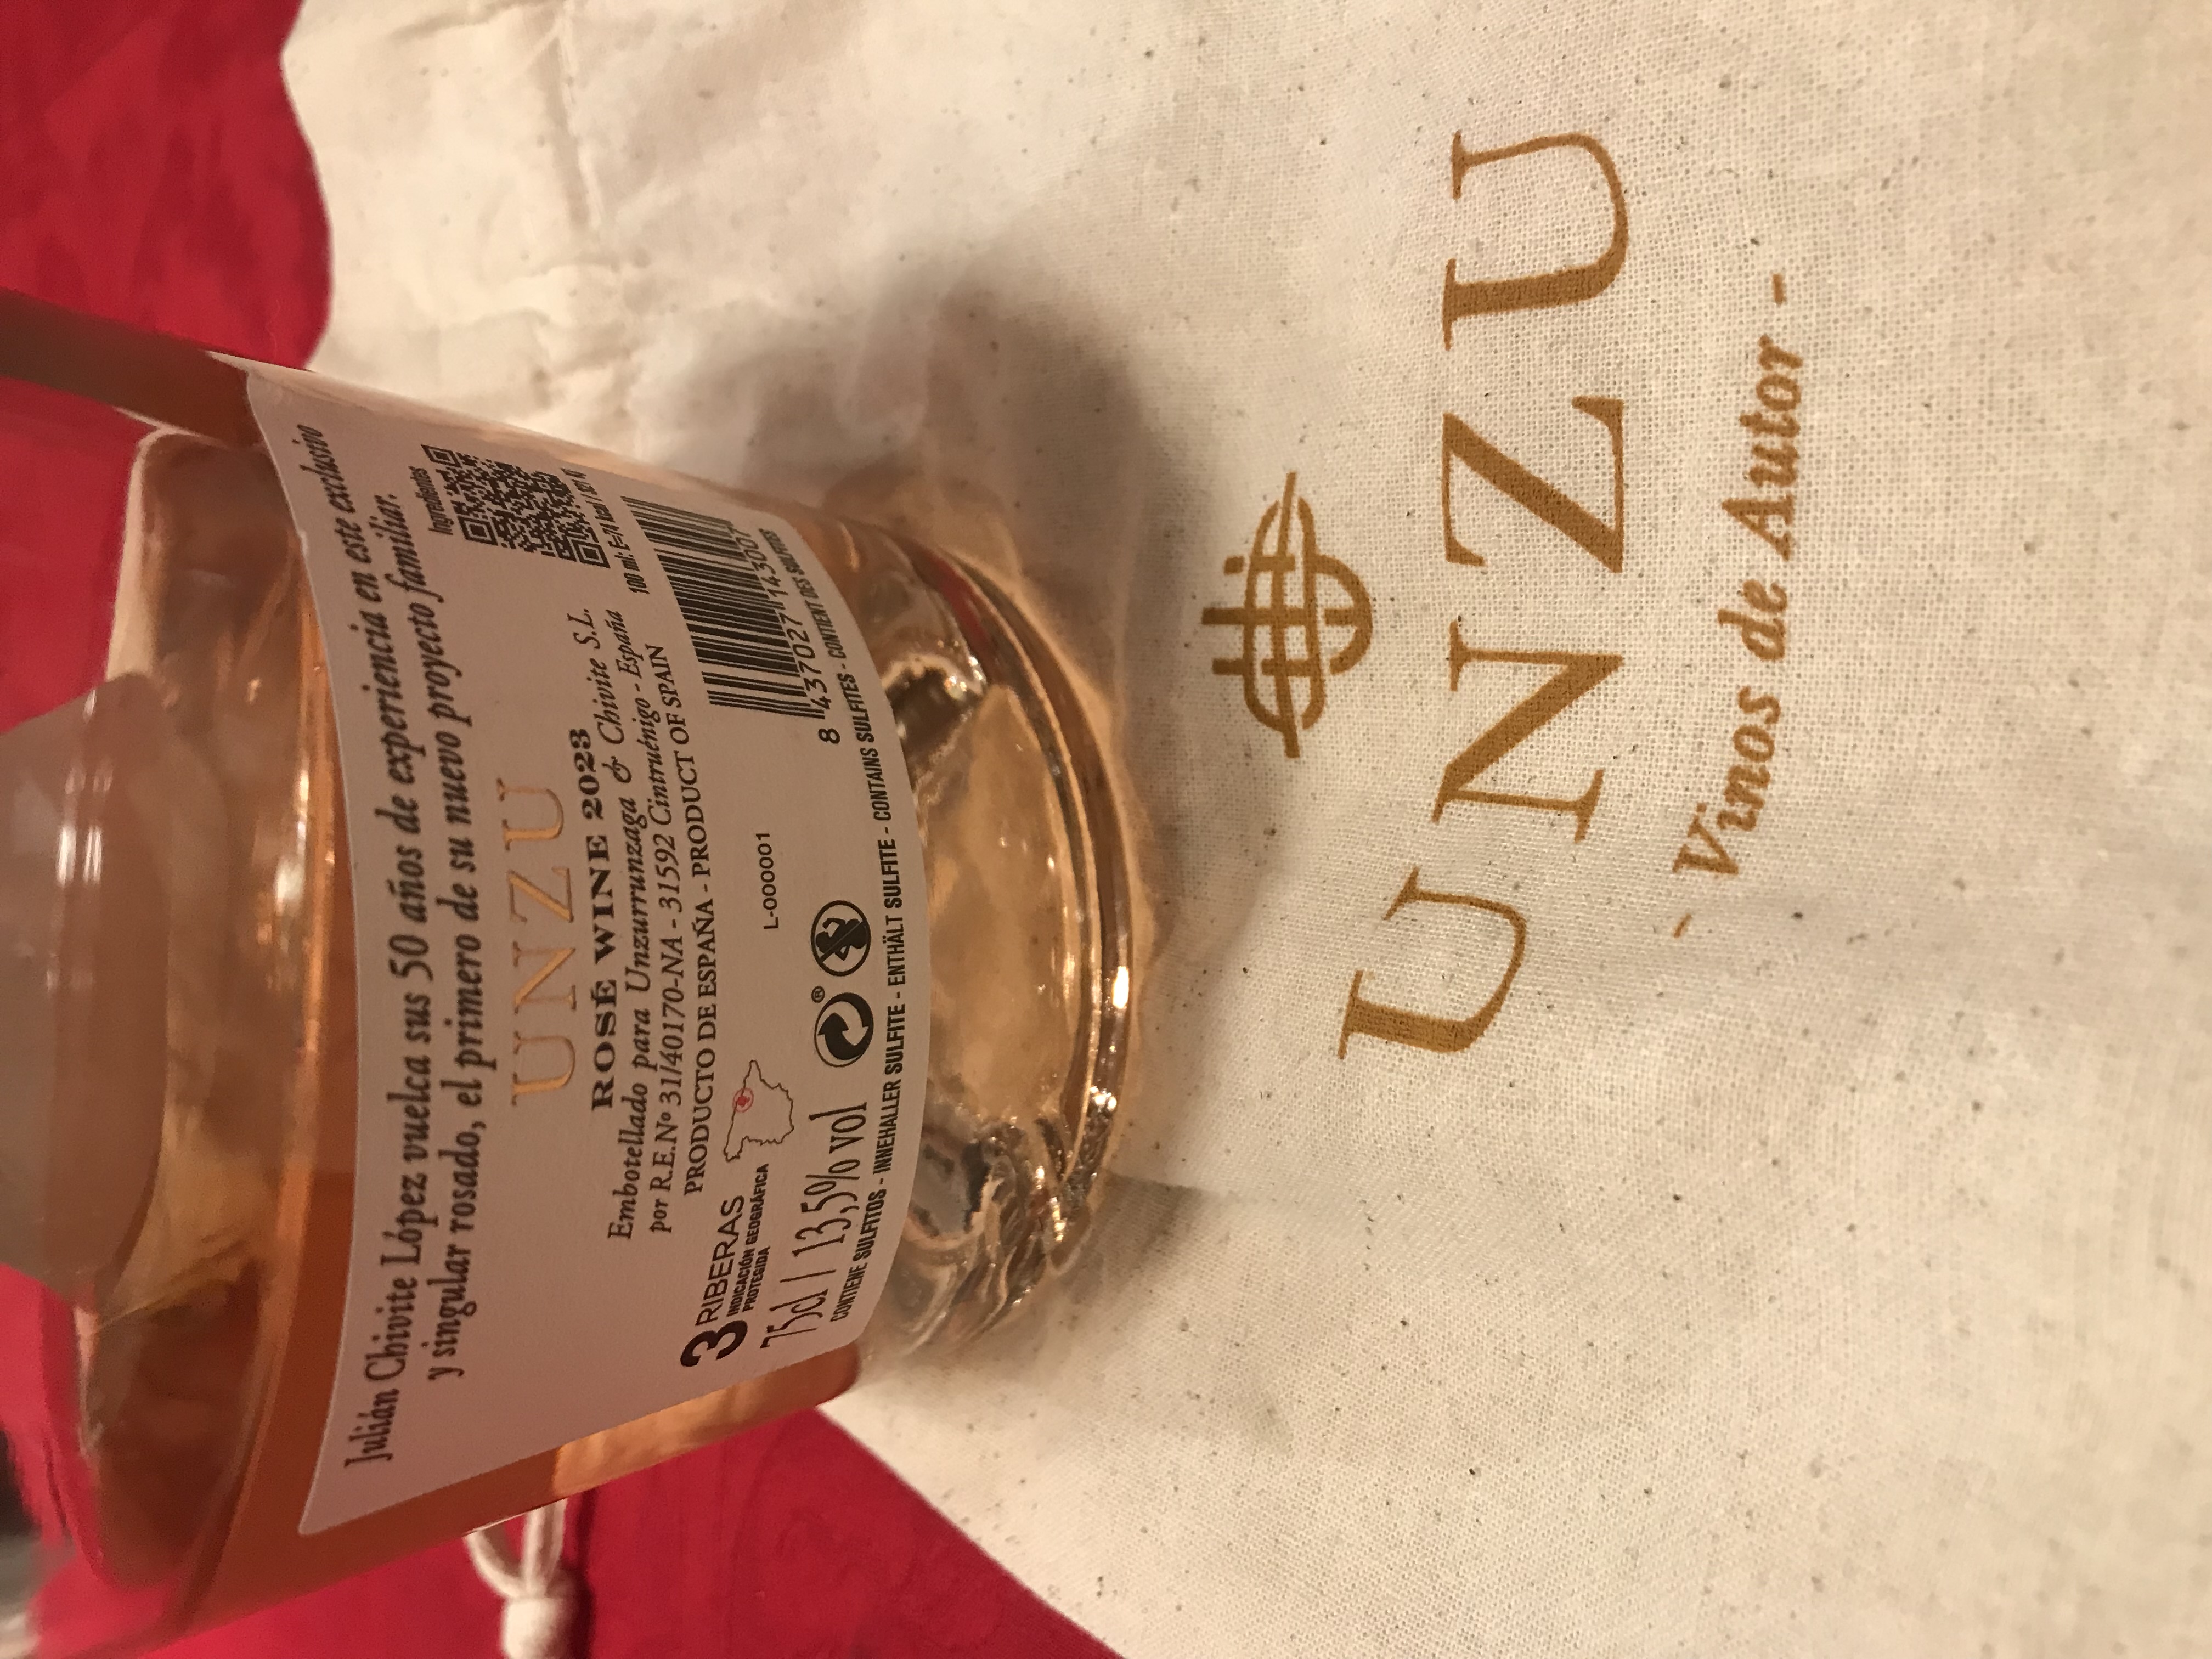 Julián Chivite López vuelca sus 50 años de experiencia en este exclusivo
y singular rosado, el primero de su nuevo proyecto familiar.
UNZU
ROSÉ WINE 2023
Embotellado para Unzurrunzaga & Chivite S.L.
por R.E.Nº 31/40170-NA - 31592 Cintruénigo - España
PRODUCTO DE ESPAÑA - PRODUCT OF SPAIN
Ingredientes
100 ml: E=
3 RIBERAS
INDICACIÓN GEOGRÁFICA
PROTEGIDA
L-000001
75cl / 13,5% vol
®
8 437027 143007
CONTIENE SULFITOS - INNEHALLER SULFITE - ENTHÄLT SULFITE - CONTAINS SULFITES - CONTIENT DES SULFITES
UNZU
- Vinos de Autor -